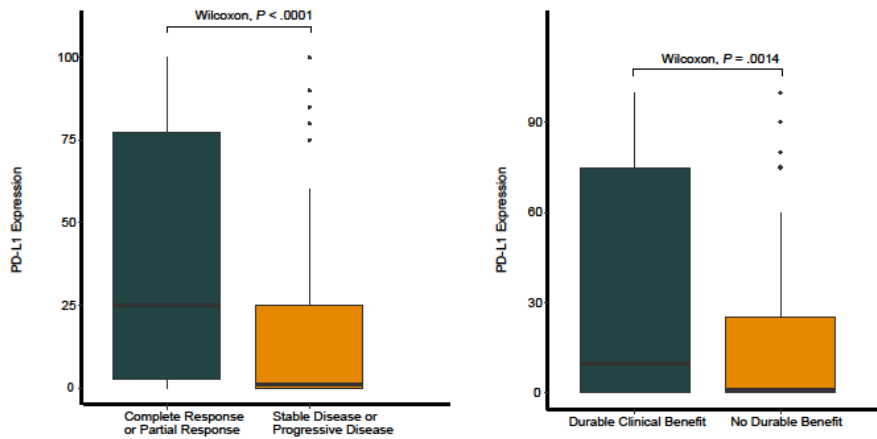 Wilcoxon, P < .0001
100
75
50
25
0
PD-L1 Expression
Complete Response
or Partial Response
Stable Disease or
Progressive Disease
Wilcoxon, P = .0014
90
60
30
0
PD-L1 Expression
Durable Clinical Benefit
No Durable Benefit